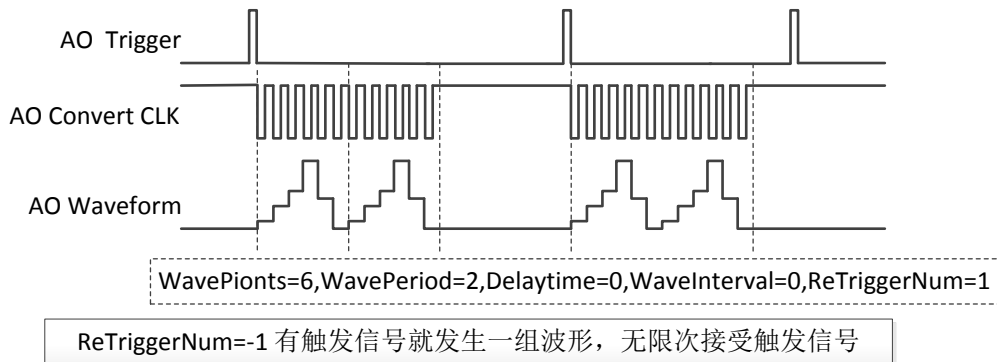 AO Trigger
AO Convert CLK
AO Waveform
WavePionts=6,WavePeriod=2,Delaytime=0,WaveInterval=0,ReTriggerNum=1
ReTriggerNum=-1 有触发信号就发生一组波形，无限次接受触发信号